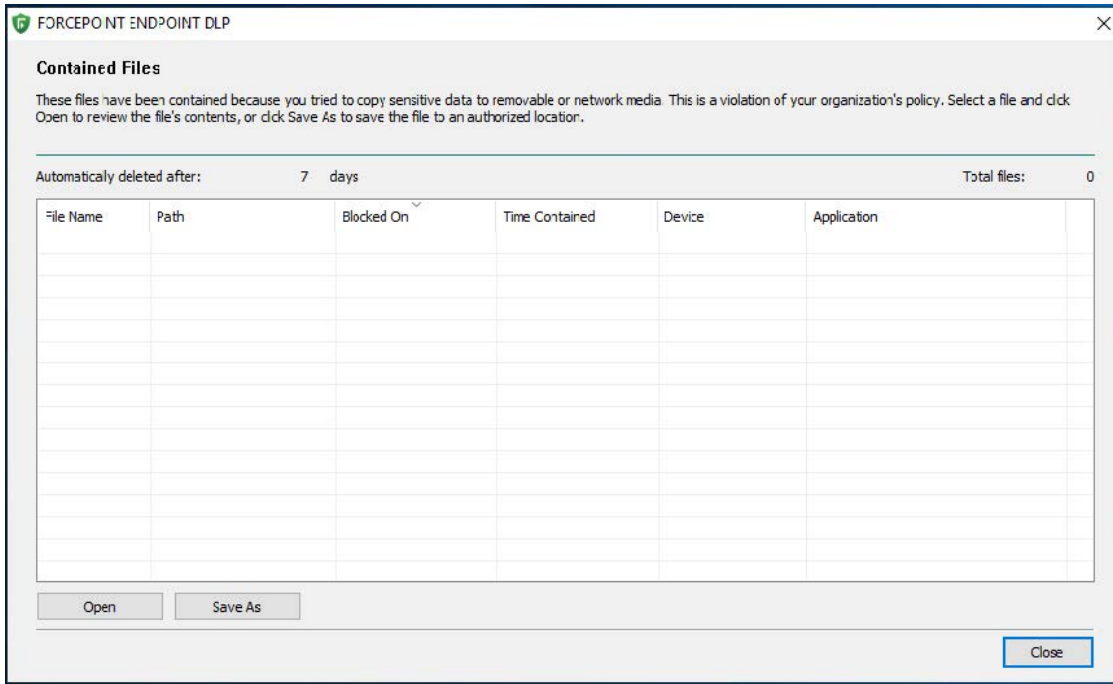 FORCEPOINT ENDPOINT DLP
Contained Files
These files have been contained because you tried to copy sensitive data to removable or network media. This is a violation of your organization's policy. Select a file and click
Open to review the file's contents, or click Save As to save the file to an authorized location.
Automatically deleted after: 7 days Total files: 0
File Name Path Blocked On Time Contained Device Application
Open Save As
Close